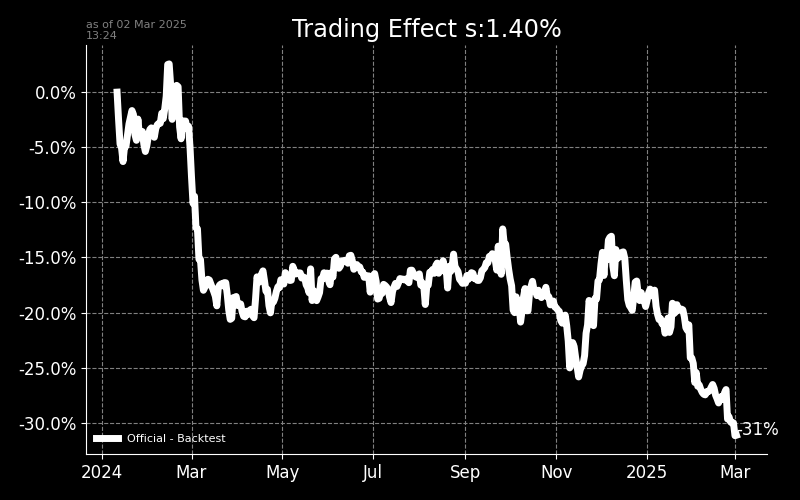 as of 02 Mar 2025
13:24
Trading Effect s:1.40%
0.0%
-5.0%
-10.0%
-15.0%
-20.0%
-25.0%
-30.0%
-31%
Official - Backtest
2024 Mar May Jul Sep Nov 2025 Mar